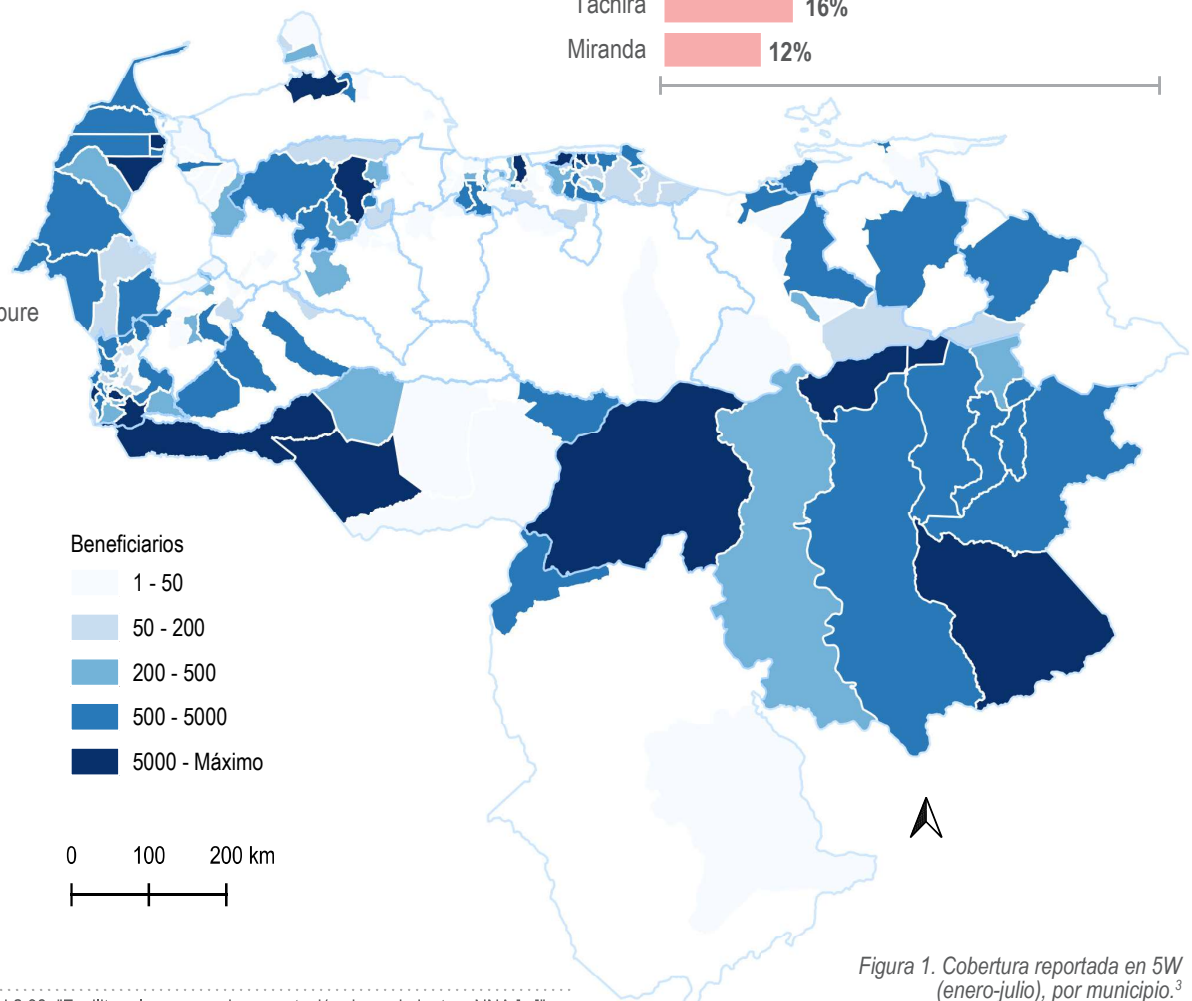 Táchira 16%
Miranda 12%
pure
Beneficiarios
1 - 50
50 - 200
200 - 500
500 - 5000
5000 - Máximo
0 100 200 km
Figura 1. Cobertura reportada en 5W
(enero-julio), por municipio.3